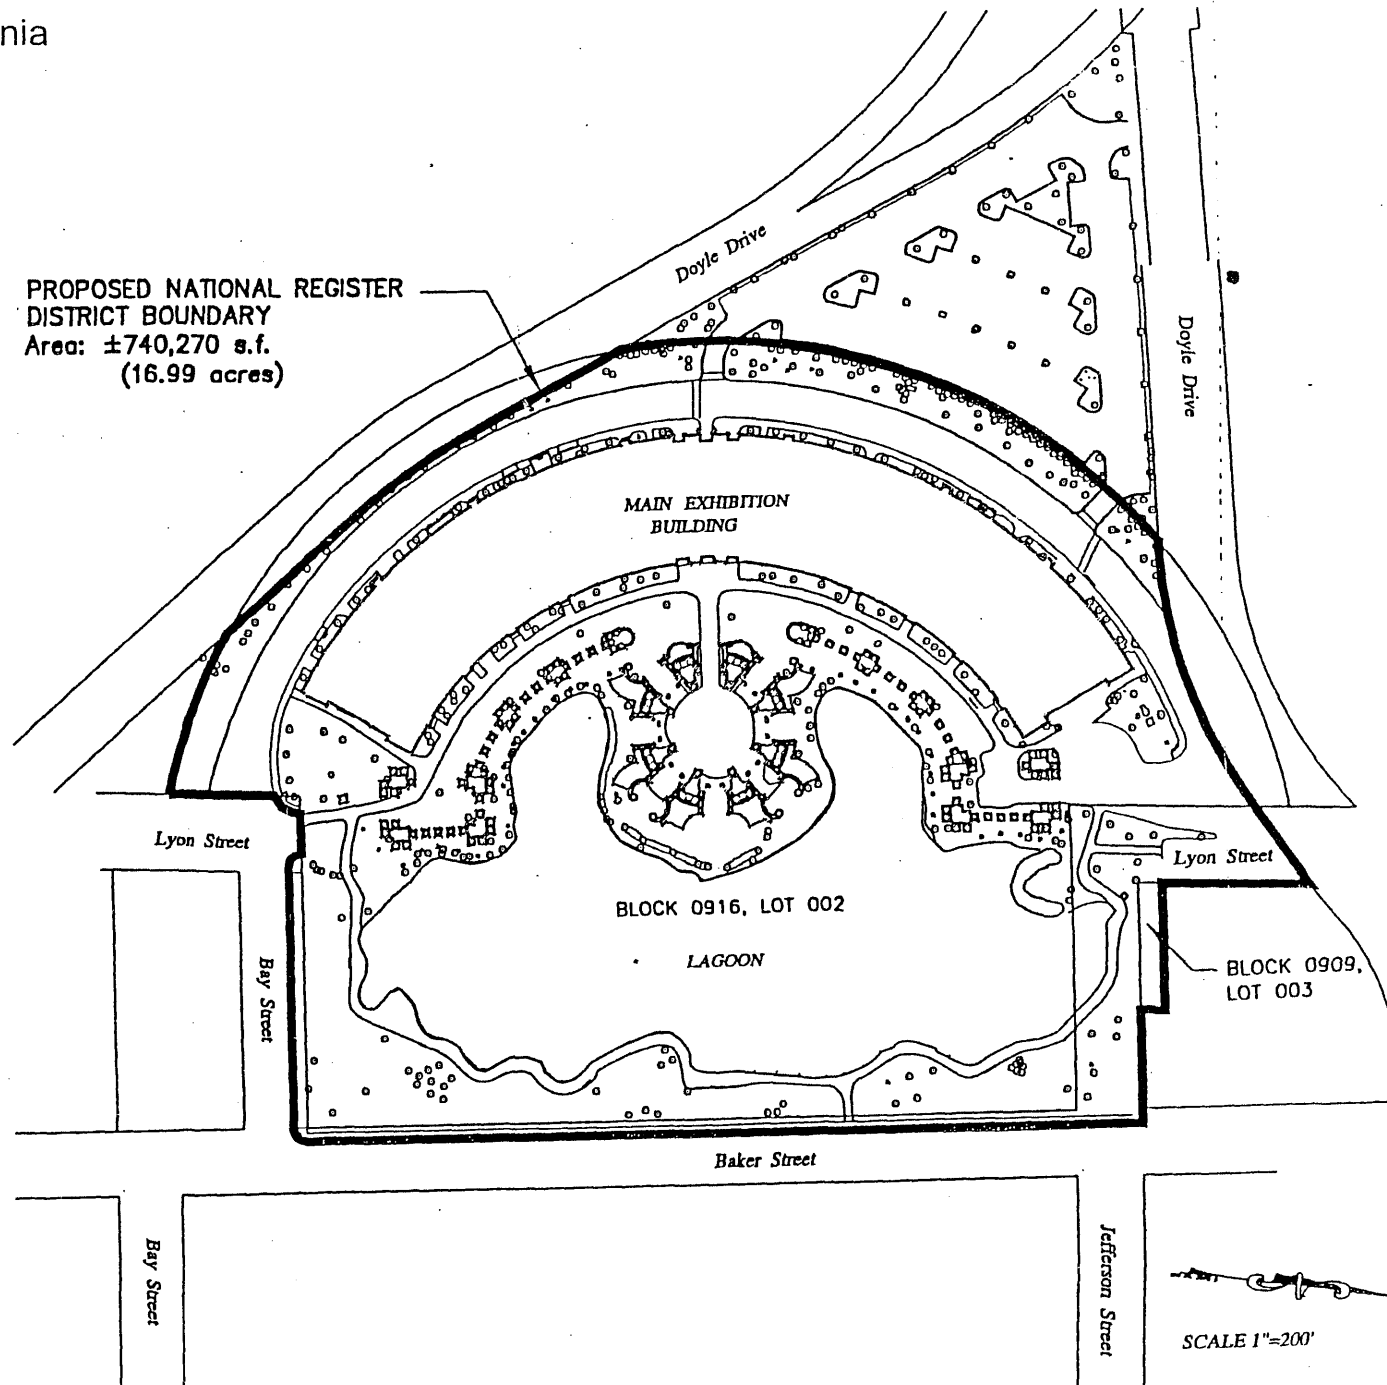 nia
Doyle Drive
PROPOSED NATIONAL REGISTER
DISTRICT BOUNDARY
Area: ±740,270 s.f.
(16.99 acres)
Doyle Drive
MAIN EXHIBITION
BUILDING
Lyon Street
Lyon Street
BLOCK 0916, LOT 002
LAGOON
Bay Street
BLOCK 0909,
LOT 003
Baker Street
Bay Street
Jefferson Street
SCALE 1"=200'